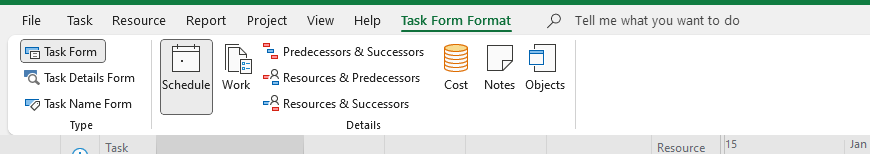 File Task Resource Report Project View Help Task Form Format Tell me what you want to do
Task Form
Task Details Form
Task Name Form
Type
Schedule
Work
Predecessors & Successors
Resources & Predecessors
Resources & Successors
Cost
Notes
Objects
Details
Task Resource 15 Jan